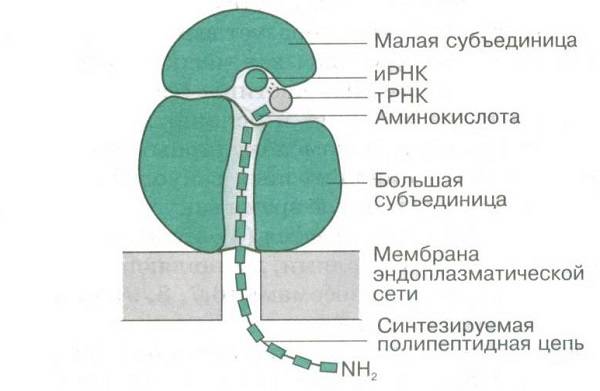 Малая субъединица
иРНК
тРНК
Аминокислота
Большая
субъединица
Мембрана
эндоплазматической
сети
Синтезируемая
полипептидная цепь
NH₂